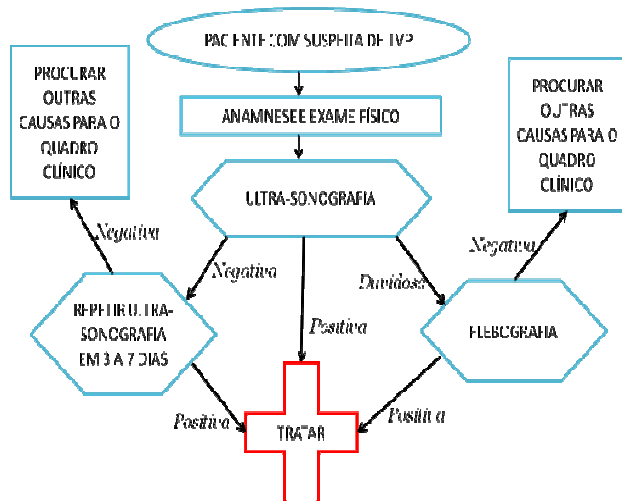 PACIENTE COM SUSPEITA DE TVP
PROCURAR
OUTRAS
CAUSAS PARA O
QUADRO
CLÍNICO
ANAMNESE E EXAME FÍSICO
PROCURAR
OUTRAS
CAUSAS PARA O
QUADRO
CLÍNICO
ULTRA-SONOGRAFIA
Negativa
Negativa
Duvidosa
Negativa
REPETIR ULTRA-
SONOGRAFIA
EM 3 A 7 DIAS
Positiva
FLEBOGRAFIA
Positiva
TRATAR
Positiva